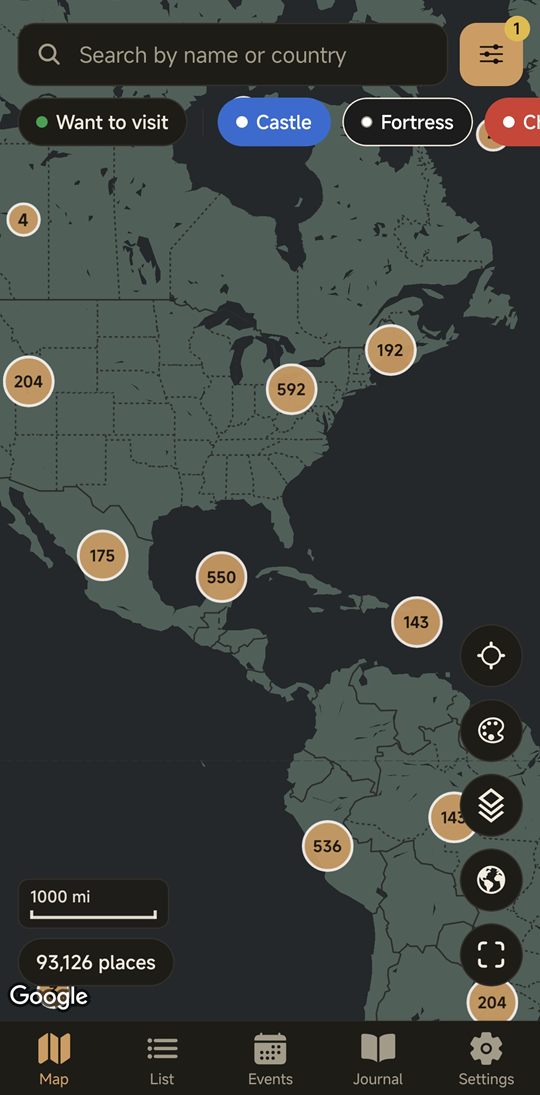 Search by name or country
1
Want to visit
Castle
Fortress
4
204
592
192
175
550
143
143
536
1000 mi
93,126 places
Google
204
Map
List
Events
Journal
Settings